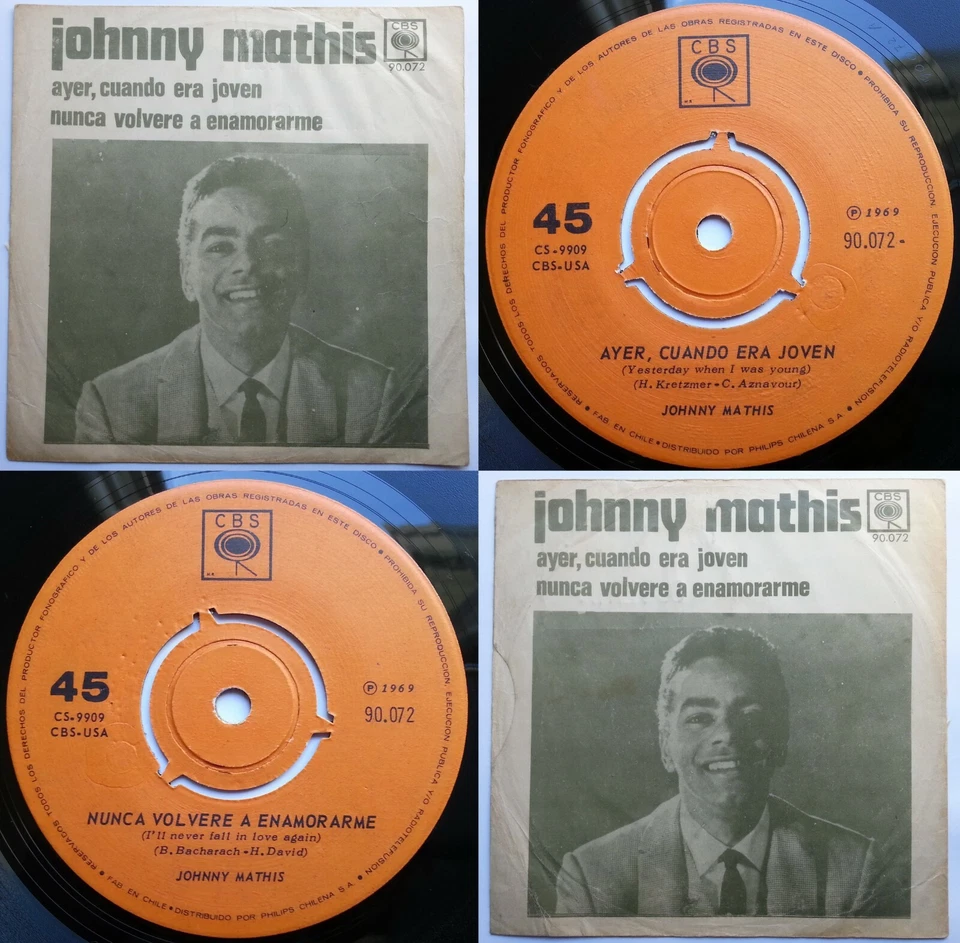 johnny mathis
CBS
90.072
ayer, cuando era joven
nunca volvere a enamorarme
RESERVADOS TODOS LOS DERECHOS DEL PRODUCTOR FONOGRAFICO Y DE LOS AUTORES DE LAS OBRAS REGISTRADAS EN ESTE DISCO • PROHIBIDA SU REPRODUCCION, EJECUCION PUBLICA Y/O RADIOTELEFUSION •
CBS
45
CS-9909
CBS-USA
Ⓟ 1969
90.072-
AYER, CUANDO ERA JOVEN
(Yesterday when I was young)
(H. Kretzmer-C. Aznavour)
JOHNNY MATHIS
FAB. EN CHILE • DISTRIBUIDO POR PHILIPS CHILENA S.A. •
RESERVADOS TODOS LOS DERECHOS DEL PRODUCTOR FONOGRAFICO Y DE LOS AUTORES DE LAS OBRAS REGISTRADAS EN ESTE DISCO • PROHIBIDA SU REPRODUCCION, EJECUCION PUBLICA Y/O RADIOTELEFUSION •
CBS
45
CS-9909
CBS-USA
Ⓟ 1969
90.072
NUNCA VOLVERE A ENAMORARME
(I'll never fall in love again)
(B. Bacharach-H. David)
JOHNNY MATHIS
FAB. EN CHILE • DISTRIBUIDO POR PHILIPS CHILENA S.A. •
johnny mathis
CBS
90.072
ayer, cuando era joven
nunca volvere a enamorarme